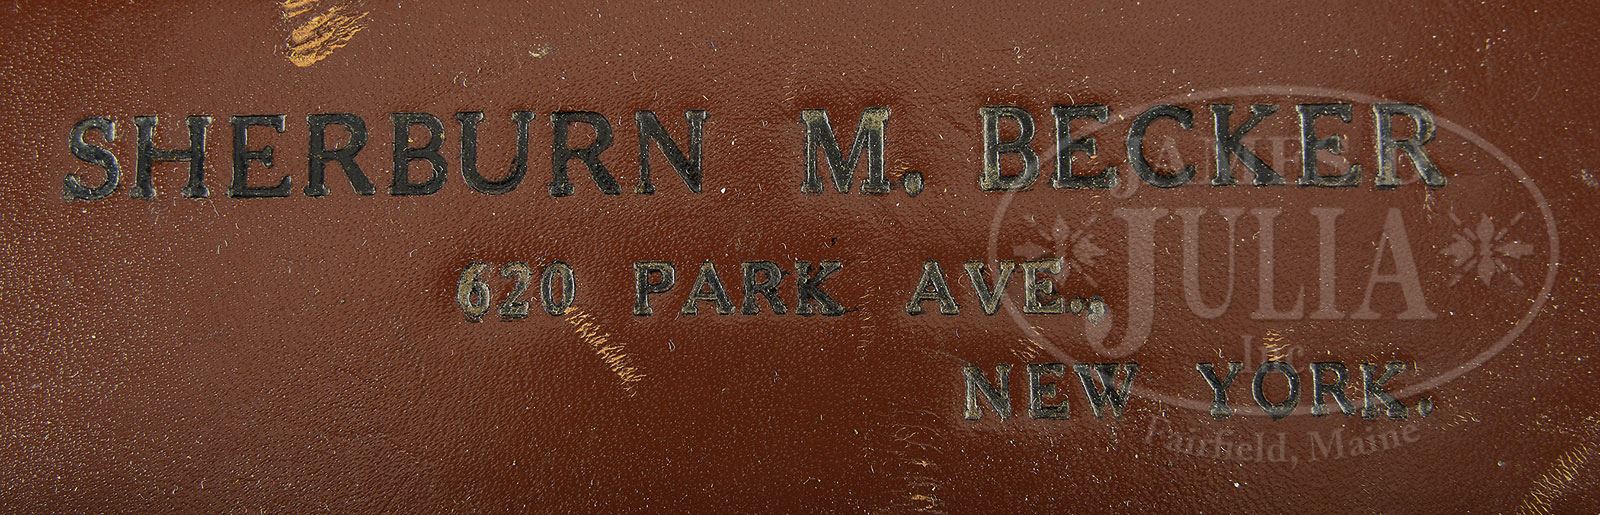 SHERBURN M. BECKER
620 PARK AVE.,
NEW YORK.
JAMES
JULIA
Inc.
Fairfield, Maine